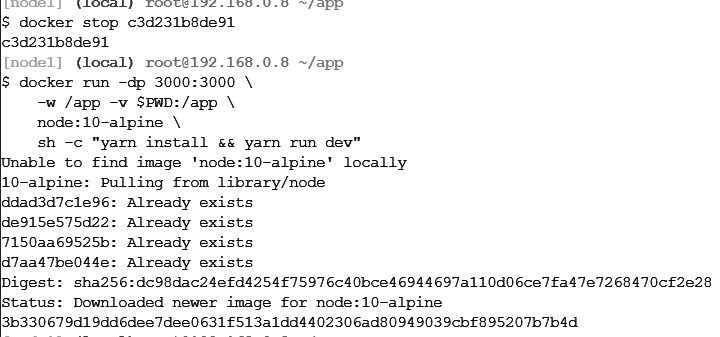 [node1] (local) root@192.168.0.8 ~/app
$ docker stop c3d231b8de91
c3d231b8de91
[node1] (local) root@192.168.0.8 ~/app
$ docker run -dp 3000:3000 \
    -w /app -v $PWD:/app \
    node:10-alpine \
    sh -c "yarn install && yarn run dev"
Unable to find image 'node:10-alpine' locally
10-alpine: Pulling from library/node
ddad3d7c1e96: Already exists
de915e575d22: Already exists
7150aa69525b: Already exists
d7aa47be044e: Already exists
Digest: sha256:dc98dac24efd4254f75976c40bce46944697a110d06ce7fa47e7268470cf2e28
Status: Downloaded newer image for node:10-alpine
3b330679d19dd6dee7dee0631f513a1dd4402306ad80949039cbf895207b7b4d